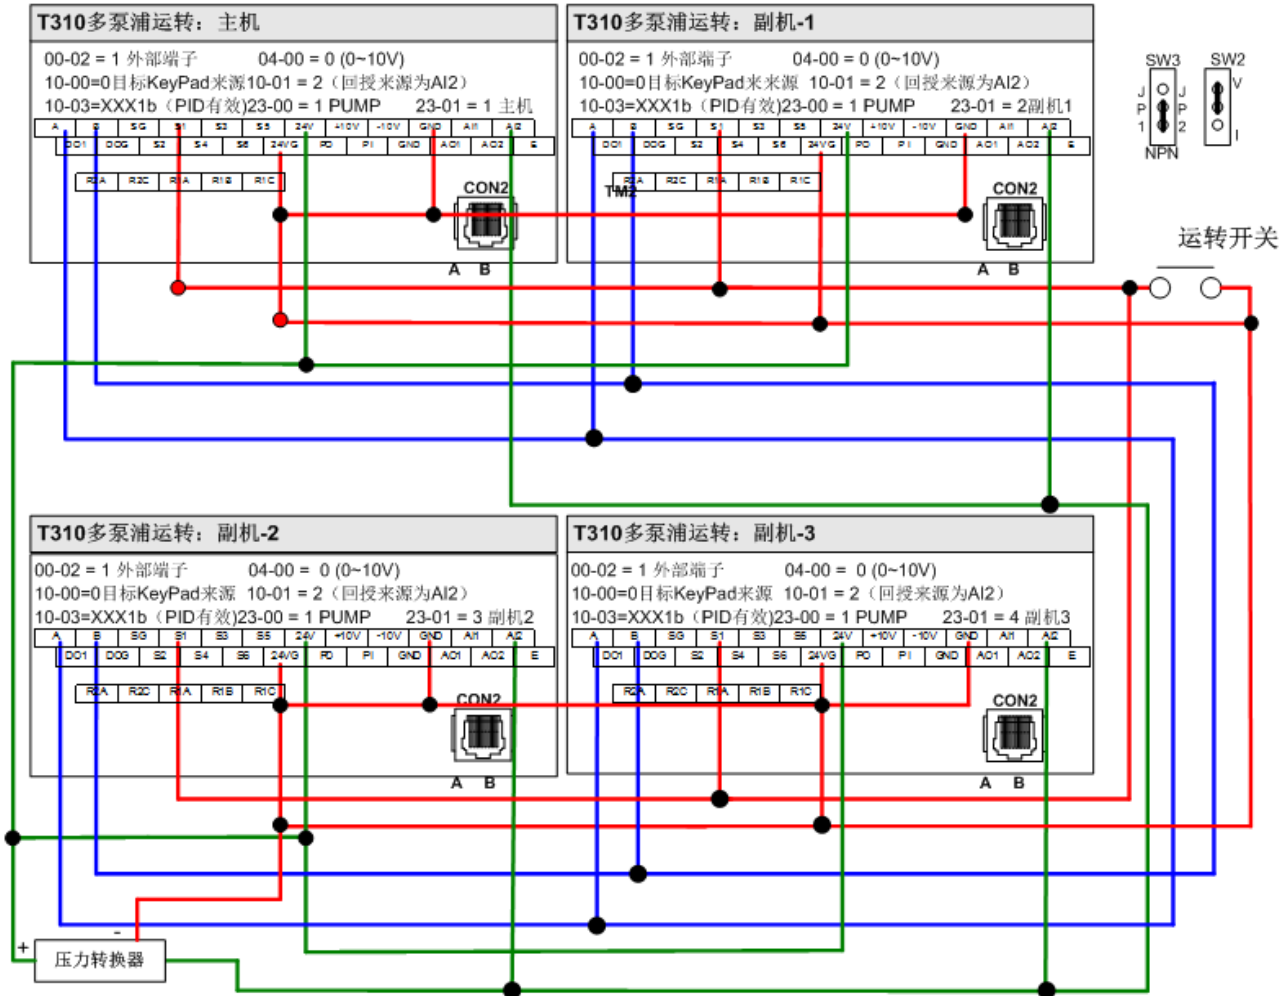 T310多泵浦运转：主机
00-02 = 1 外部端子 04-00 = 0 (0~10V)
10-00=0目标KeyPad来源10-01 = 2（回授来源为AI2）
10-03=XXX1b（PID有效)23-00 = 1 PUMP 23-01 = 1 主机
A B SG S1 S3 S5 24V +10V -10V GND AI1 AI2
DO1 DOG S2 S4 S6 24VG PO PI GND AO1 AO2 E
R2A R2C R1A R1B R1C
CON2
A B
T310多泵浦运转：副机-1
00-02 = 1 外部端子 04-00 = 0 (0~10V)
10-00=0目标KeyPad来来源 10-01 = 2（回授来源为AI2）
10-03=XXX1b（PID有效)23-00 = 1 PUMP 23-01 = 2副机1
A B SG S1 S3 S5 24V +10V -10V GND AI1 AI2
DO1 DOG S2 S4 S6 24VG PO PI GND AO1 AO2 E
R2A R2C R1A R1B R1C
TM2
CON2
A B
SW3 SW2
J J V
P P
1 2 I
NPN
运转开关
T310多泵浦运转：副机-2
00-02 = 1 外部端子 04-00 = 0 (0~10V)
10-00=0目标KeyPad来源 10-01 = 2（回授来源为AI2）
10-03=XXX1b（PID有效)23-00 = 1 PUMP 23-01 = 3 副机2
A B SG S1 S3 S5 24V +10V -10V GND AI1 AI2
DO1 DOG S2 S4 S6 24VG PO PI GND AO1 AO2 E
R2A R2C R1A R1B R1C
CON2
A B
T310多泵浦运转：副机-3
00-02 = 1 外部端子 04-00 = 0 (0~10V)
10-00=0目标KeyPad来源 10-01 = 2（回授来源为AI2）
10-03=XXX1b（PID有效)23-00 = 1 PUMP 23-01 = 4 副机3
A B SG S1 S3 S5 24V +10V -10V GND AI1 AI2
DO1 DOG S2 S4 S6 24VG PO PI GND AO1 AO2 E
R2A R2C R1A R1B R1C
CON2
A B
+ -
压力转换器